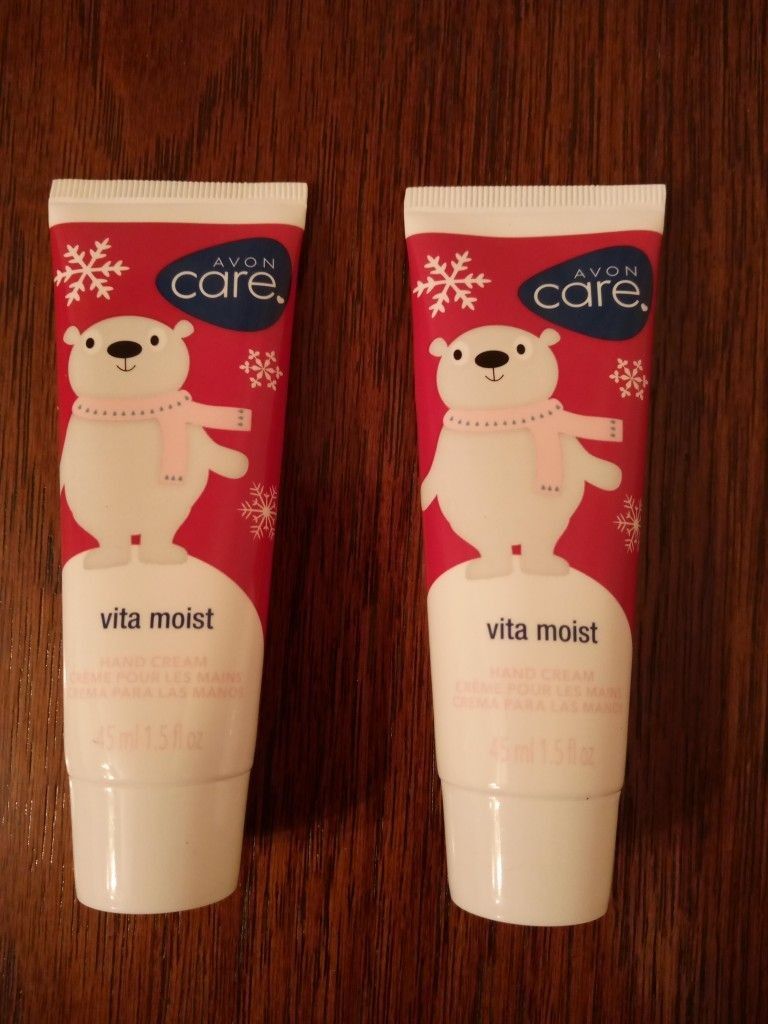 AVON
care.
vita moist
HAND CREAM
CRÈME POUR LES MAINS
CREMA PARA LAS MANOS
45 ml 1.5 fl oz
AVON
care.
vita moist
HAND CREAM
CRÈME POUR LES MAINS
CREMA PARA LAS MANOS
45 ml 1.5 fl oz